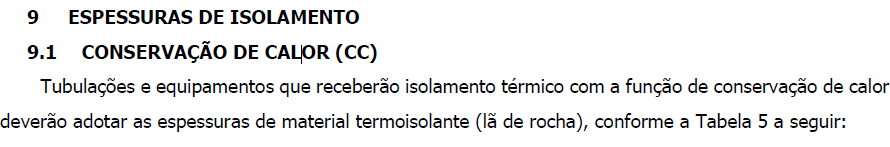 9 ESPESSURAS DE ISOLAMENTO
9.1 CONSERVAÇÃO DE CALOR (CC)
Tubulações e equipamentos que receberão isolamento térmico com a função de conservação de calor
deverão adotar as espessuras de material termoisolante (lã de rocha), conforme a Tabela 5 a seguir: